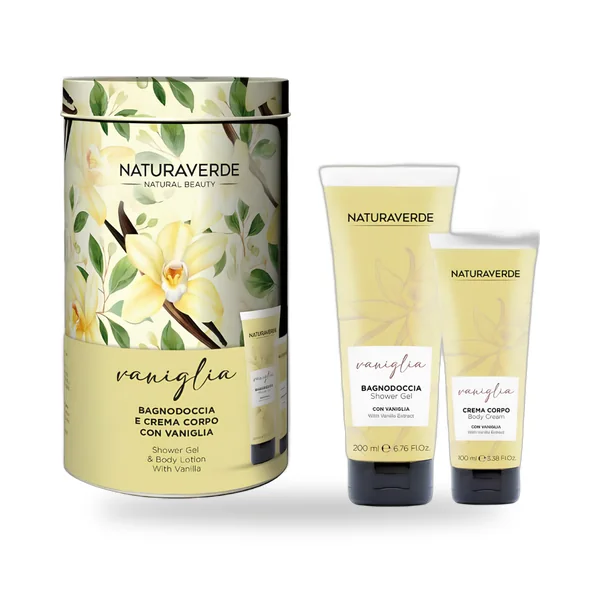 NATURAVERDE
NATURAL BEAUTY
vaniglia
BAGNODOCCIA
E CREMA CORPO
CON VANIGLIA
Shower Gel
& Body Lotion
With Vanilla
NATURAVERDE
vaniglia
NATURAVERDE
vaniglia
BAGNODOCCIA
Shower Gel
CON VANIGLIA
With Vanilla Extract
200 ml e 6.76 Fl.Oz.
NATURAVERDE
vaniglia
CREMA CORPO
Body Cream
CON VANIGLIA
With Vanilla Extract
100 ml e 3.38 Fl.Oz.